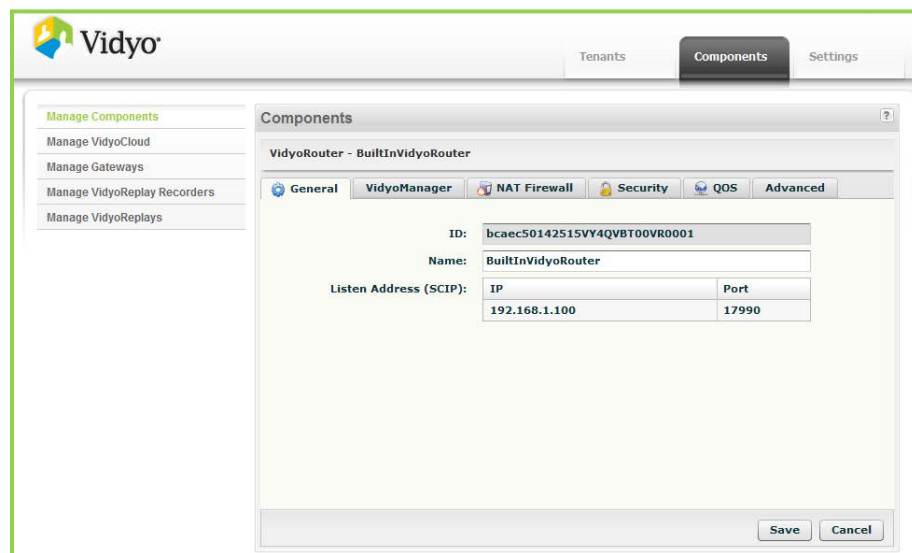 Vidyo
Tenants Components Settings
Manage Components
Manage VidyoCloud
Manage Gateways
Manage VidyoReplay Recorders
Manage VidyoReplays
Components ?
VidyoRouter - BuiltInVidyoRouter
General VidyoManager NAT Firewall Security QOS Advanced
ID: bcaec50142515VY4QVBT00VR0001
Name: BuiltInVidyoRouter
Listen Address (SCIP): IP Port
192.168.1.100 17990
Save Cancel